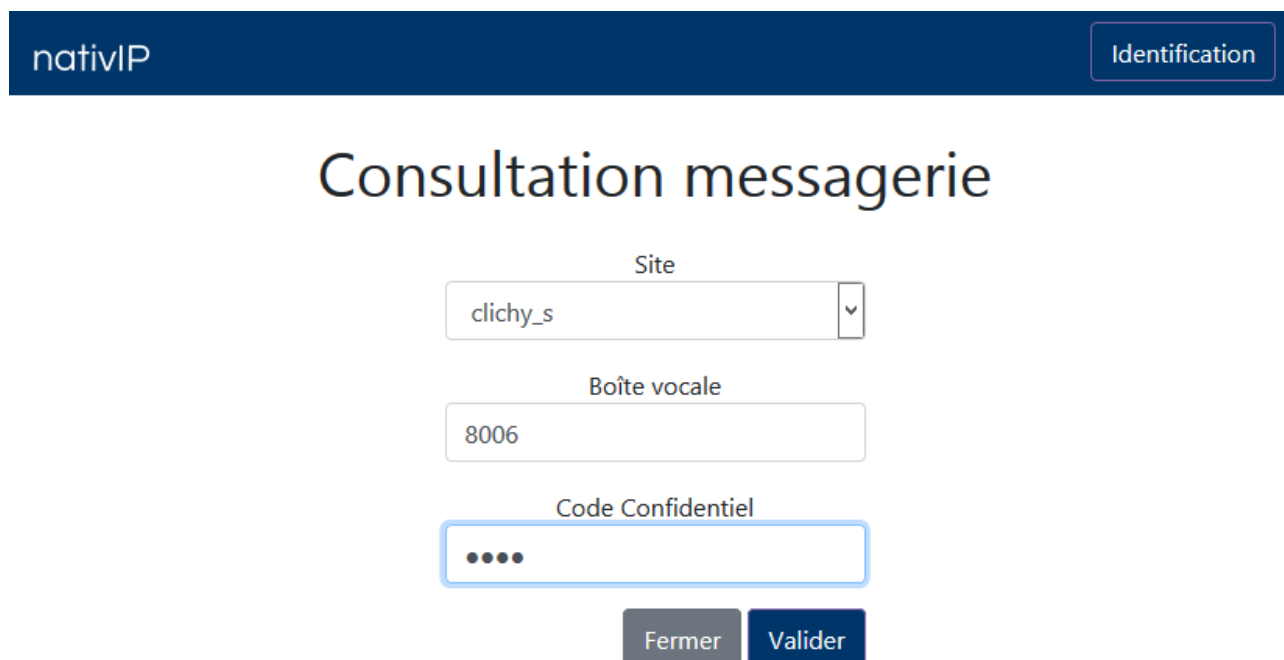 nativIP
Identification
Consultation messagerie
Site
clichy_s
Boîte vocale
8006
Code Confidentiel
••••
Fermer
Valider